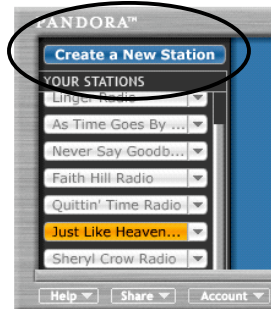 PANDORA™
Create a New Station
YOUR STATIONS
Linger Radio
As Time Goes By ...
Never Say Goodb...
Faith Hill Radio
Quittin' Time Radio
Just Like Heaven...
Sheryl Crow Radio
Help Share Account